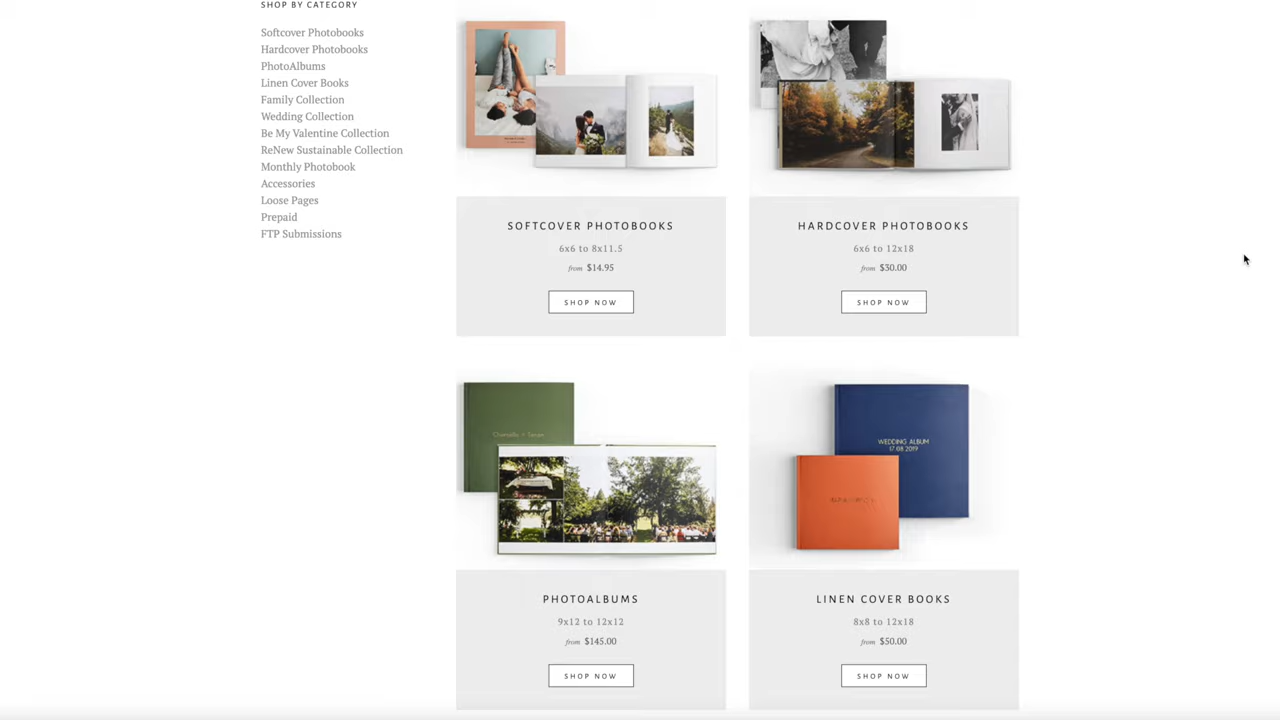 SHOP BY CATEGORY
Softcover Photobooks
Hardcover Photobooks
PhotoAlbums
Linen Cover Books
Family Collection
Wedding Collection
Be My Valentine Collection
ReNew Sustainable Collection
Monthly Photobook
Accessories
Loose Pages
Prepaid
FTP Submissions
SOFTCOVER PHOTOBOOKS
6x6 to 8x11.5
from $14.95
SHOP NOW
HARDCOVER PHOTOBOOKS
6x6 to 12x18
from $30.00
SHOP NOW
PHOTOALBUMS
9x12 to 12x12
from $145.00
SHOP NOW
WEDDING ALBUM
17.08.2019
LINEN COVER BOOKS
8x8 to 12x18
from $50.00
SHOP NOW